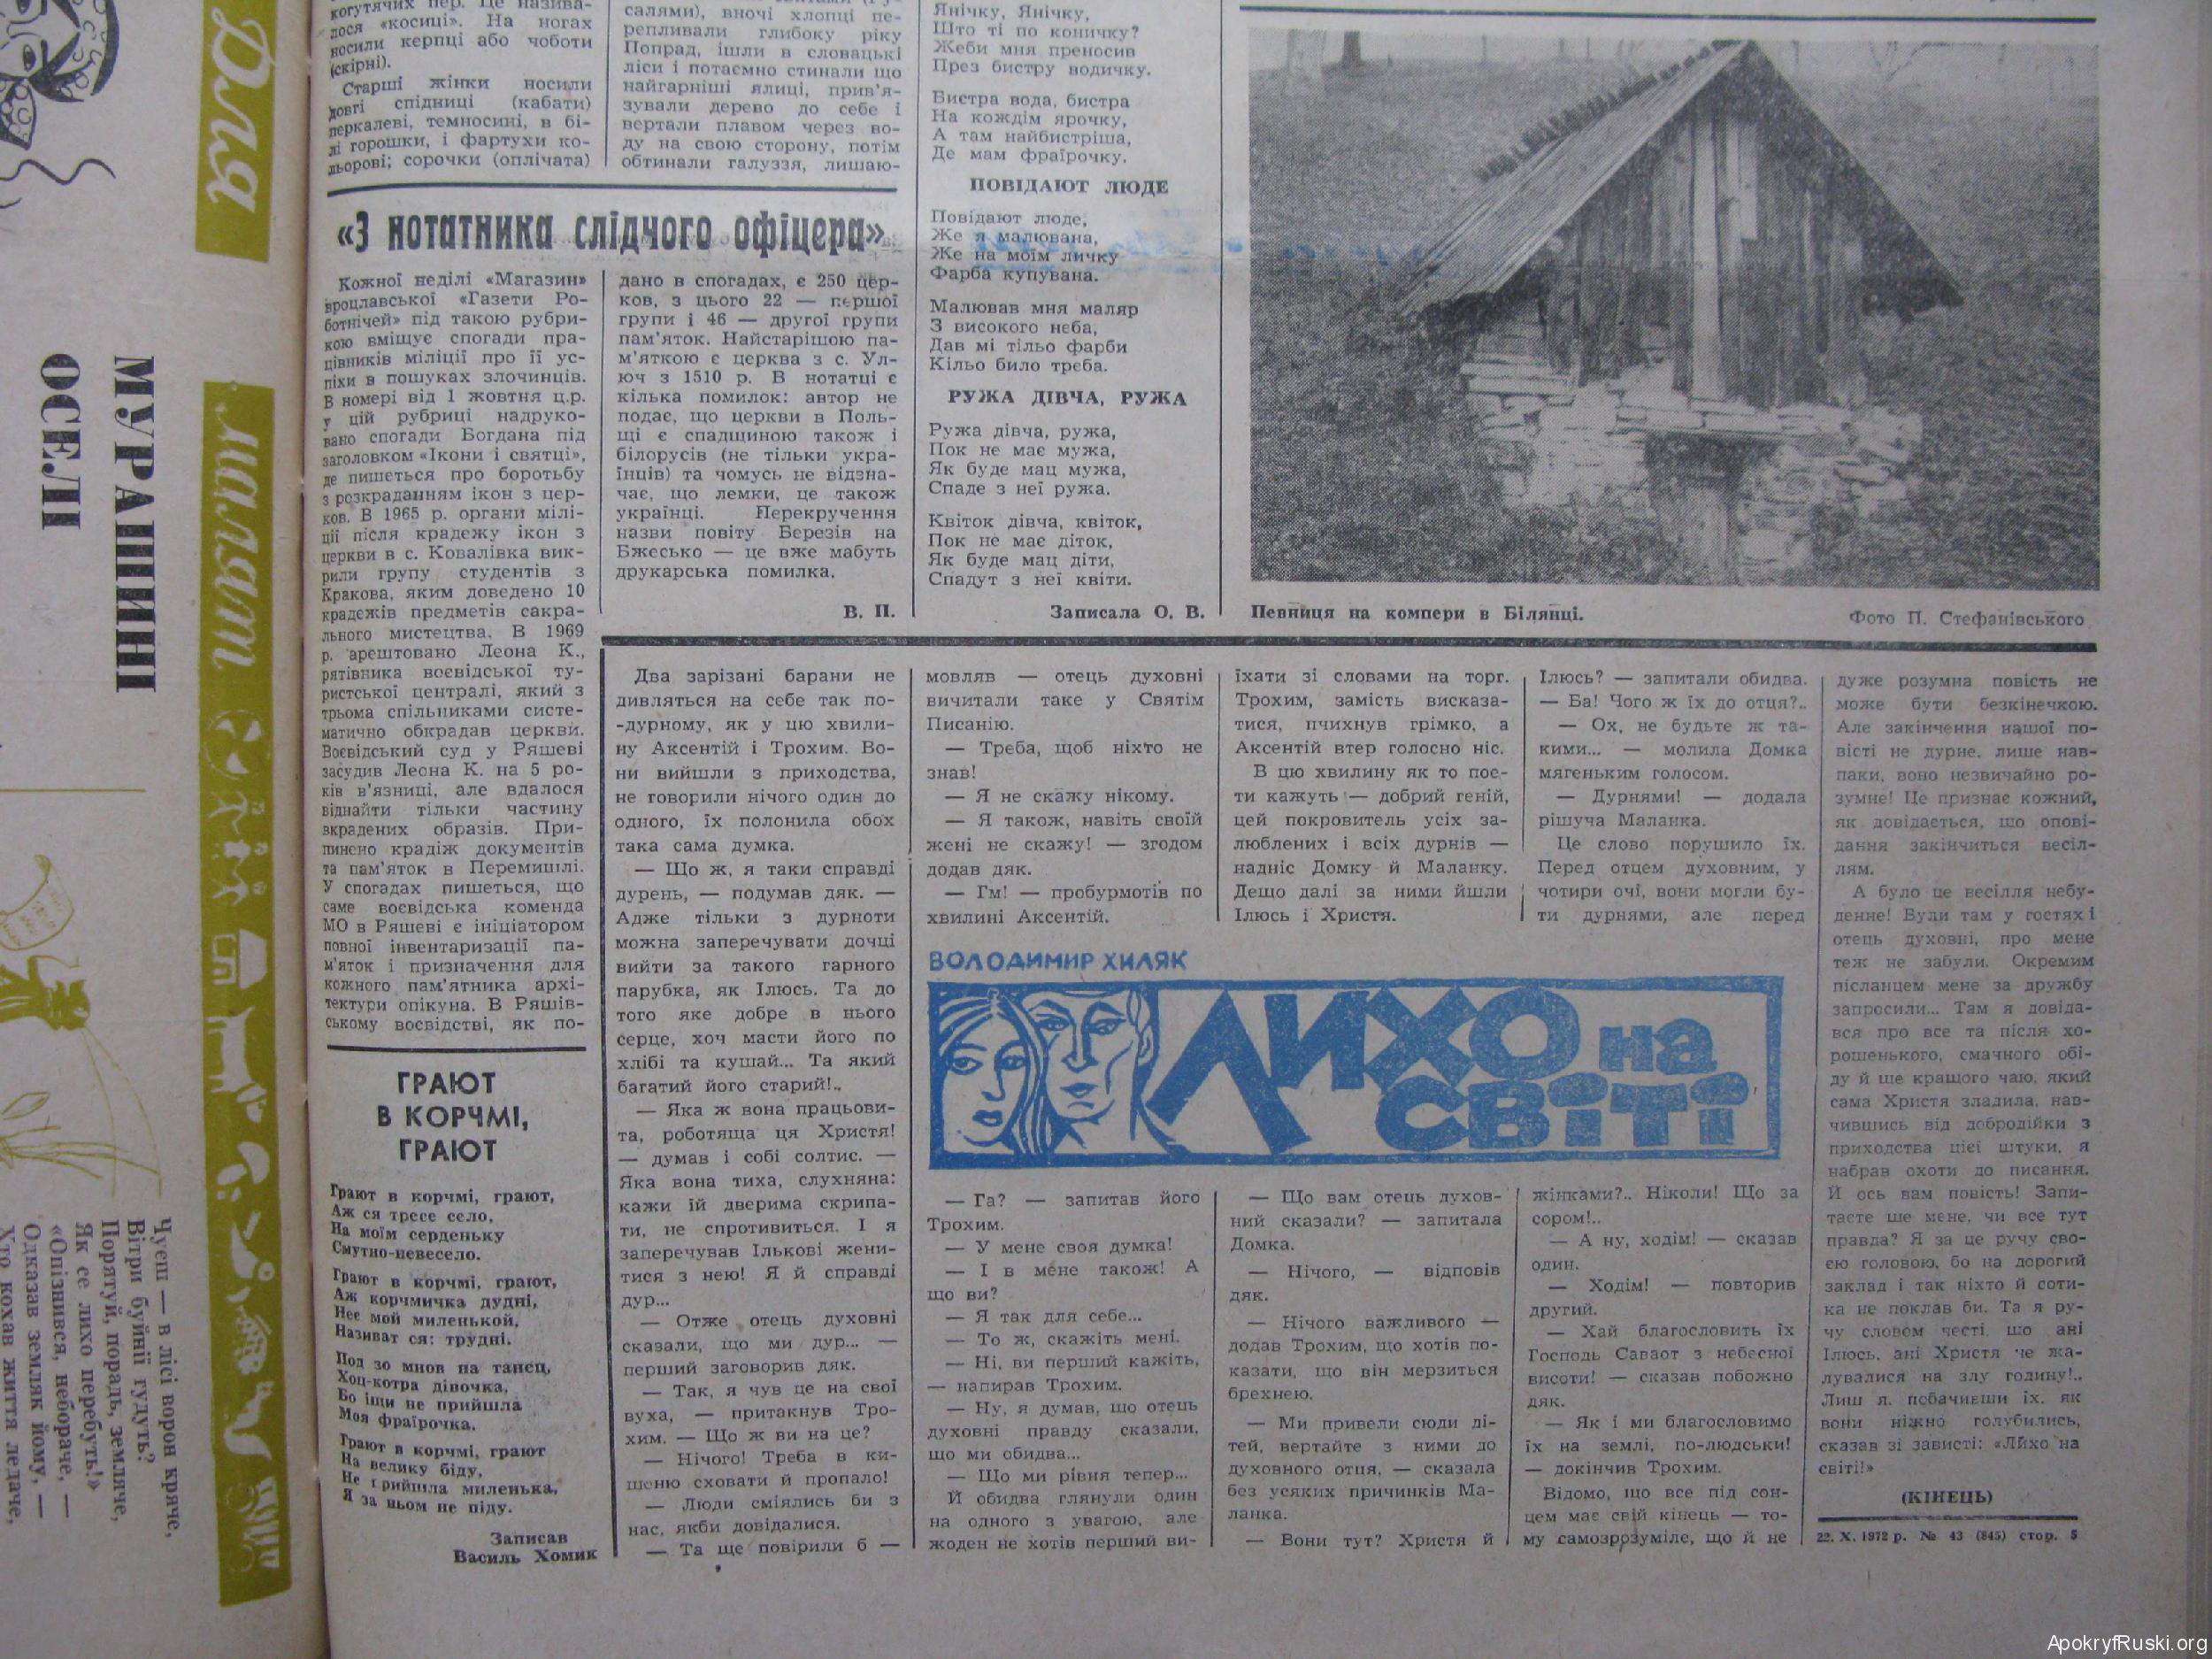 когутячих пер. Це назива-
лося «косиці». На ногах
носили керпці або чоботи
(скірні).
Старші жінки носили
довгі спідниці (кабати)
перкалеві, темносині, в бі-
лі горошки, і фартухи ко-
льорові; сорочки (оплічата)
салями), вночі хлопці пе-
репливали глибоку ріку
Попрад, ішли в словацькі
ліси і потаємно стинали що
найгарніші ялиці, прив'я-
зували дерево до себе і
вертали плавом через во-
ду на свою сторону, потім
обтинали галуззя, лишаю-
Янічку, Янічку,
Што ті по коничку?
Жеби мня преносив
През бистру водичку.
Бистра вода, бистра
На кождім ярочку,
А там найбистріша,
Де мам фраїрочку.
ПОВІДАЮТ ЛЮДЕ
Повідают люде,
Же я мальована,
Же на моїм личку
Фарба купувана.
Малював мня маляр
З високого неба,
Дав мі тільо фарби
Кільо било треба.
РУЖА ДІВЧА, РУЖА
Ружа дівча, ружа,
Пок не має мужа,
Як буде мац мужа,
Спаде з неї ружа.
Квіток дівча, квіток,
Пок не має діток,
Як буде мац діти,
Спадут з неї квіти.
Записала О. В.
Певниця на компери в Білянці.
Фото П. Стефанівського
«З нотатника слідчого офіцера»
Кожної неділі «Магазин»
вроцлавської «Газети Ро-
ботнічей» під такою рубри-
кою вміщує спогади пра-
цівників міліції про її ус-
піхи в пошуках злочинців.
В номері від 1 жовтня ц.р.
у цій рубриці надруко-
вано спогади Богдана під
заголовком «Ікони і святці»,
де пишеться про боротьбу
з розкраданням ікон з цер-
ков. В 1965 р. органи мілі-
ції після крадежу ікон з
церкви в с. Ковалівка вик-
рили групу студентів з
Кракова, яким доведено 10
крадежів предметів сакра-
льного мистецтва. В 1969
р. арештовано Леона К.,
рятівника воєвідської ту-
ристської централі, який з
трьома спільниками систе-
матично обкрадав церкви.
Воєвідський суд у Ряшеві
засудив Леона К. на 5 ро-
ків в'язниці, але вдалося
віднайти тільки частину
вкрадених образів. При-
пинено крадіж документів
та пам'яток в Перемишлі.
У спогадах пишеться, що
саме воєвідська коменда
МО в Ряшеві є ініціатором
повної інвентаризації па-
м'яток і призначення для
кожного пам'ятника архі-
тектури опікуна. В Ряшів-
ському воєвідстві, як по-
дано в спогадах, є 250 цер-
ков, з цього 22 — першої
групи і 46 — другої групи
пам'яток. Найстарішою па-
м'яткою є церква з с. Ул-
юч з 1510 р. В нотатці є
кілька помилок: автор не
подає, що церкви в Поль-
щі є спадщиною також і
білорусів (не тільки укра-
їнців) та чомусь не відзна-
чає, що лемки, це також
українці. Перекручення
назви повіту Березів на
Бжесько — це вже мабуть
друкарська помилка.
В. П.
ГРАЮТ
В КОРЧМІ,
ГРАЮТ
Грают в корчмі, грают,
Аж ся тресе село,
На моїм серденьку
Смутно-невесело.
Грают в корчмі, грают,
Аж корчмичка дудні,
Нєє мой миленькой,
Називат ся: трудні.
Под зо мнов на танец,
Хоц-котра дівочка,
Бо іщи не прийшла
Моя фраїрочка.
Грают в корчмі, грают
На велику біду,
Не прийшла миленька,
Я за ньом не піду.
Записав
Василь Хомик
Два зарізані барани не
дивляться на себе так по-
-дурному, як у цю хвили-
ну Аксентій і Трохим. Во-
ни вийшли з приходства,
не говорили нічого один до
одного, їх полонила обох
така сама думка.
— Що ж, я таки справді
дурень, — подумав дяк. —
Адже тільки з дурноти
можна заперечувати дочці
вийти за такого гарного
парубка, як Ілюсь. Та до
того яке добре в нього
серце, хоч масти його по
хлібі та кушай... Та який
багатий його старий!..
— Яка ж вона працьови-
та, роботяща ця Христя!
— думав і собі солтис. —
Яка вона тиха, слухняна:
кажи їй дверима скрипа-
ти, не спротивиться. І я
заперечувавІлькові жени-
тися з нею! Я й справді
дур...
— Отже отець духовні
сказали, що ми дур... —
перший заговорив дяк.
— Так, я чув це на свої
вуха, — притакнув Тро-
хим. — Що ж ви на це?
— Нічого! Треба в ки-
шеню сховати й пропало!
— Люди сміялись би з
нас, якби довідалися.
— Та ще повірили б —
мовляв — отець духовні
вичитали таке у Святім
Писанію.
— Треба, щоб ніхто не
знав!
— Я не скажу нікому.
— Я також, навіть своїй
жені не скажу! — згодом
додав дяк.
— Гм! — пробурмотів по
хвилині Аксентій.
ВОЛОДИМИР ХИЛЯК
ЛИХО на
СВІТІ
— Га? — запитав його
Трохим.
— У мене своя думка!
— І в мене також! А
що ви?
— Я так для себе...
— То ж, скажіть мені.
— Ні, ви перший кажіть,
— напирав Трохим.
— Ну, я думав, що отець
духовні правду сказали,
що ми обидва...
— Що ми рівня тепер...
Й обидва глянули один
на одного з увагою, але
жоден не хотів перший ви-
їхати зі словами на торг.
Трохим, замість висказа-
тися, пчихнув грімко, а
Аксентій втер голосно ніс.
В цю хвилину як то пое-
ти кажуть — добрий геній,
цей покровитель усіх за-
люблених і всіх дурнів —
надніс Домку й Маланку.
Дещо далі за ними йшли
Ілюсь і Христя.
— Що вам отець духов-
ний сказали? — запитала
Домка.
— Нічого, — відповів
дяк.
— Нічого важливого —
додав Трохим, що хотів по-
казати, що він мерзиться
брехнею.
— Ми привели сюди ді-
тей, вертайте з ними до
духовного отця, — сказала
без усяких причинків Ма-
ланка.
— Вони тут? Христя й
Ілюсь? — запитали обидва.
— Ба! Чого ж їх до отця?..
— Ох, не будьте ж та-
кими... — молила Домка
мягеньким голосом.
— Дурнями! — додала
рішуча Маланка.
Це слово порушило їх.
Перед отцем духовним, у
чотири очі, вони могли бу-
ти дурнями, але перед
жінками?.. Ніколи! Що за
сором!..
— А ну, ходім! — сказав
один.
— Ходім! — повторив
другий.
— Хай благословить їх
Господь Саваот з небесної
висоти! — сказав побожно
дяк.
— Як і ми благословимо
їх на землі, по-людськи!
— докінчив Трохим.
Відомо, що все під сон-
цем має свій кінець — то-
му самозрозуміле, що й не
дуже розумна повість не
може бути безкінечкою.
Але закінчення нашої по-
вісті не дурне, лише нав-
паки, воно незвичайно ро-
зумне! Це признає кожний,
як довідається, що опові-
дання закінчиться весіл-
лям.
А було це весілля небу-
денне! Були там у гостях і
отець духовні, про мене
теж не забули. Окремим
післанцем мене за дружбу
запросили... Там я довіда-
вся про все та після хо-
рошенького, смачного обі-
ду й ще кращого чаю, який
сама Христя зладила, нав-
чившись від добродійки з
приходства цієї штуки, я
набрав охоти до писання.
Й ось вам повість! Запи-
таєте ще мене, чи все тут
правда? Я за це ручу сво-
єю головою, бо на дорогий
заклад і так ніхто й соти-
ка не поклав би. Та я ру-
чу словом честі, що ані
Ілюсь, ані Христя не жа-
лувалися на злу годину!..
Лиш я, побачивши їх, як
вони ніжно голубились,
сказав зі зависті: «Лихо на
світі!»
(КІНЕЦЬ)
22. X. 1972 р. № 43 (845) стор. 5
Для
малят
МУРАШИНІ
ОСЕЛІ
Чуєш — в лісі ворон кряче,
Вітри буйнії гудуть?
Порятуй, порадь, земляче,
Як се лихо перебуть!»
«Опізнився, небораче, —
Одказав земляк йому, —
Хто кохав життя ледаче,
ApokryfRuski.org